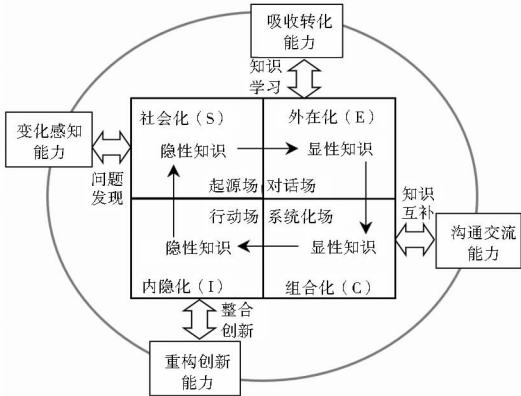 吸收转化
能力
知识
学习
社会化(S)
外在化(E)
变化感知
能力
隐性知识
显性知识
问题
发现
起源场
对话场
行动场
系统化场
知识
互补
隐性知识
显性知识
沟通交流
能力
内隐化(I)
组合化(C)
整合
创新
重构创新
能力